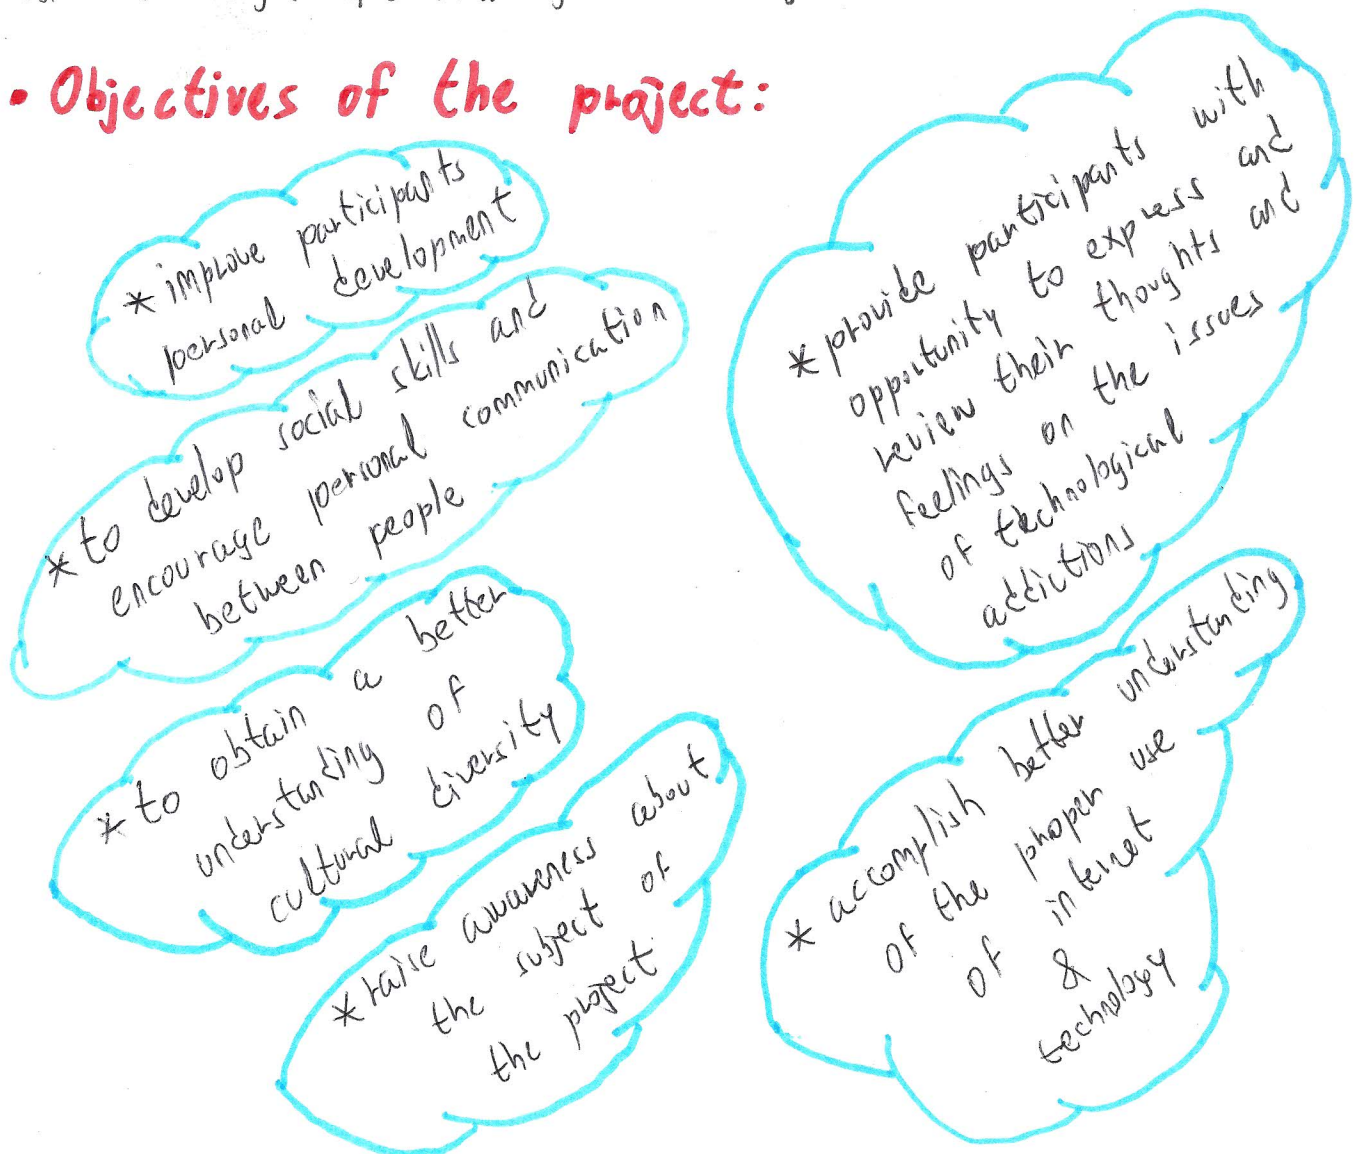 • Objectives of the project:
* improve participants
personal development
* to develop social skills and
encourage personal communication
between people
* to obtain a better
understanding of
cultural diversity
* raise awareness about
the subject of
the project
* provide participants with
opportunity to express and
review their thoughts and
feelings on the issues
of technological
addictions
* accomplish better understanding
of the proper use
of internet
&
technology